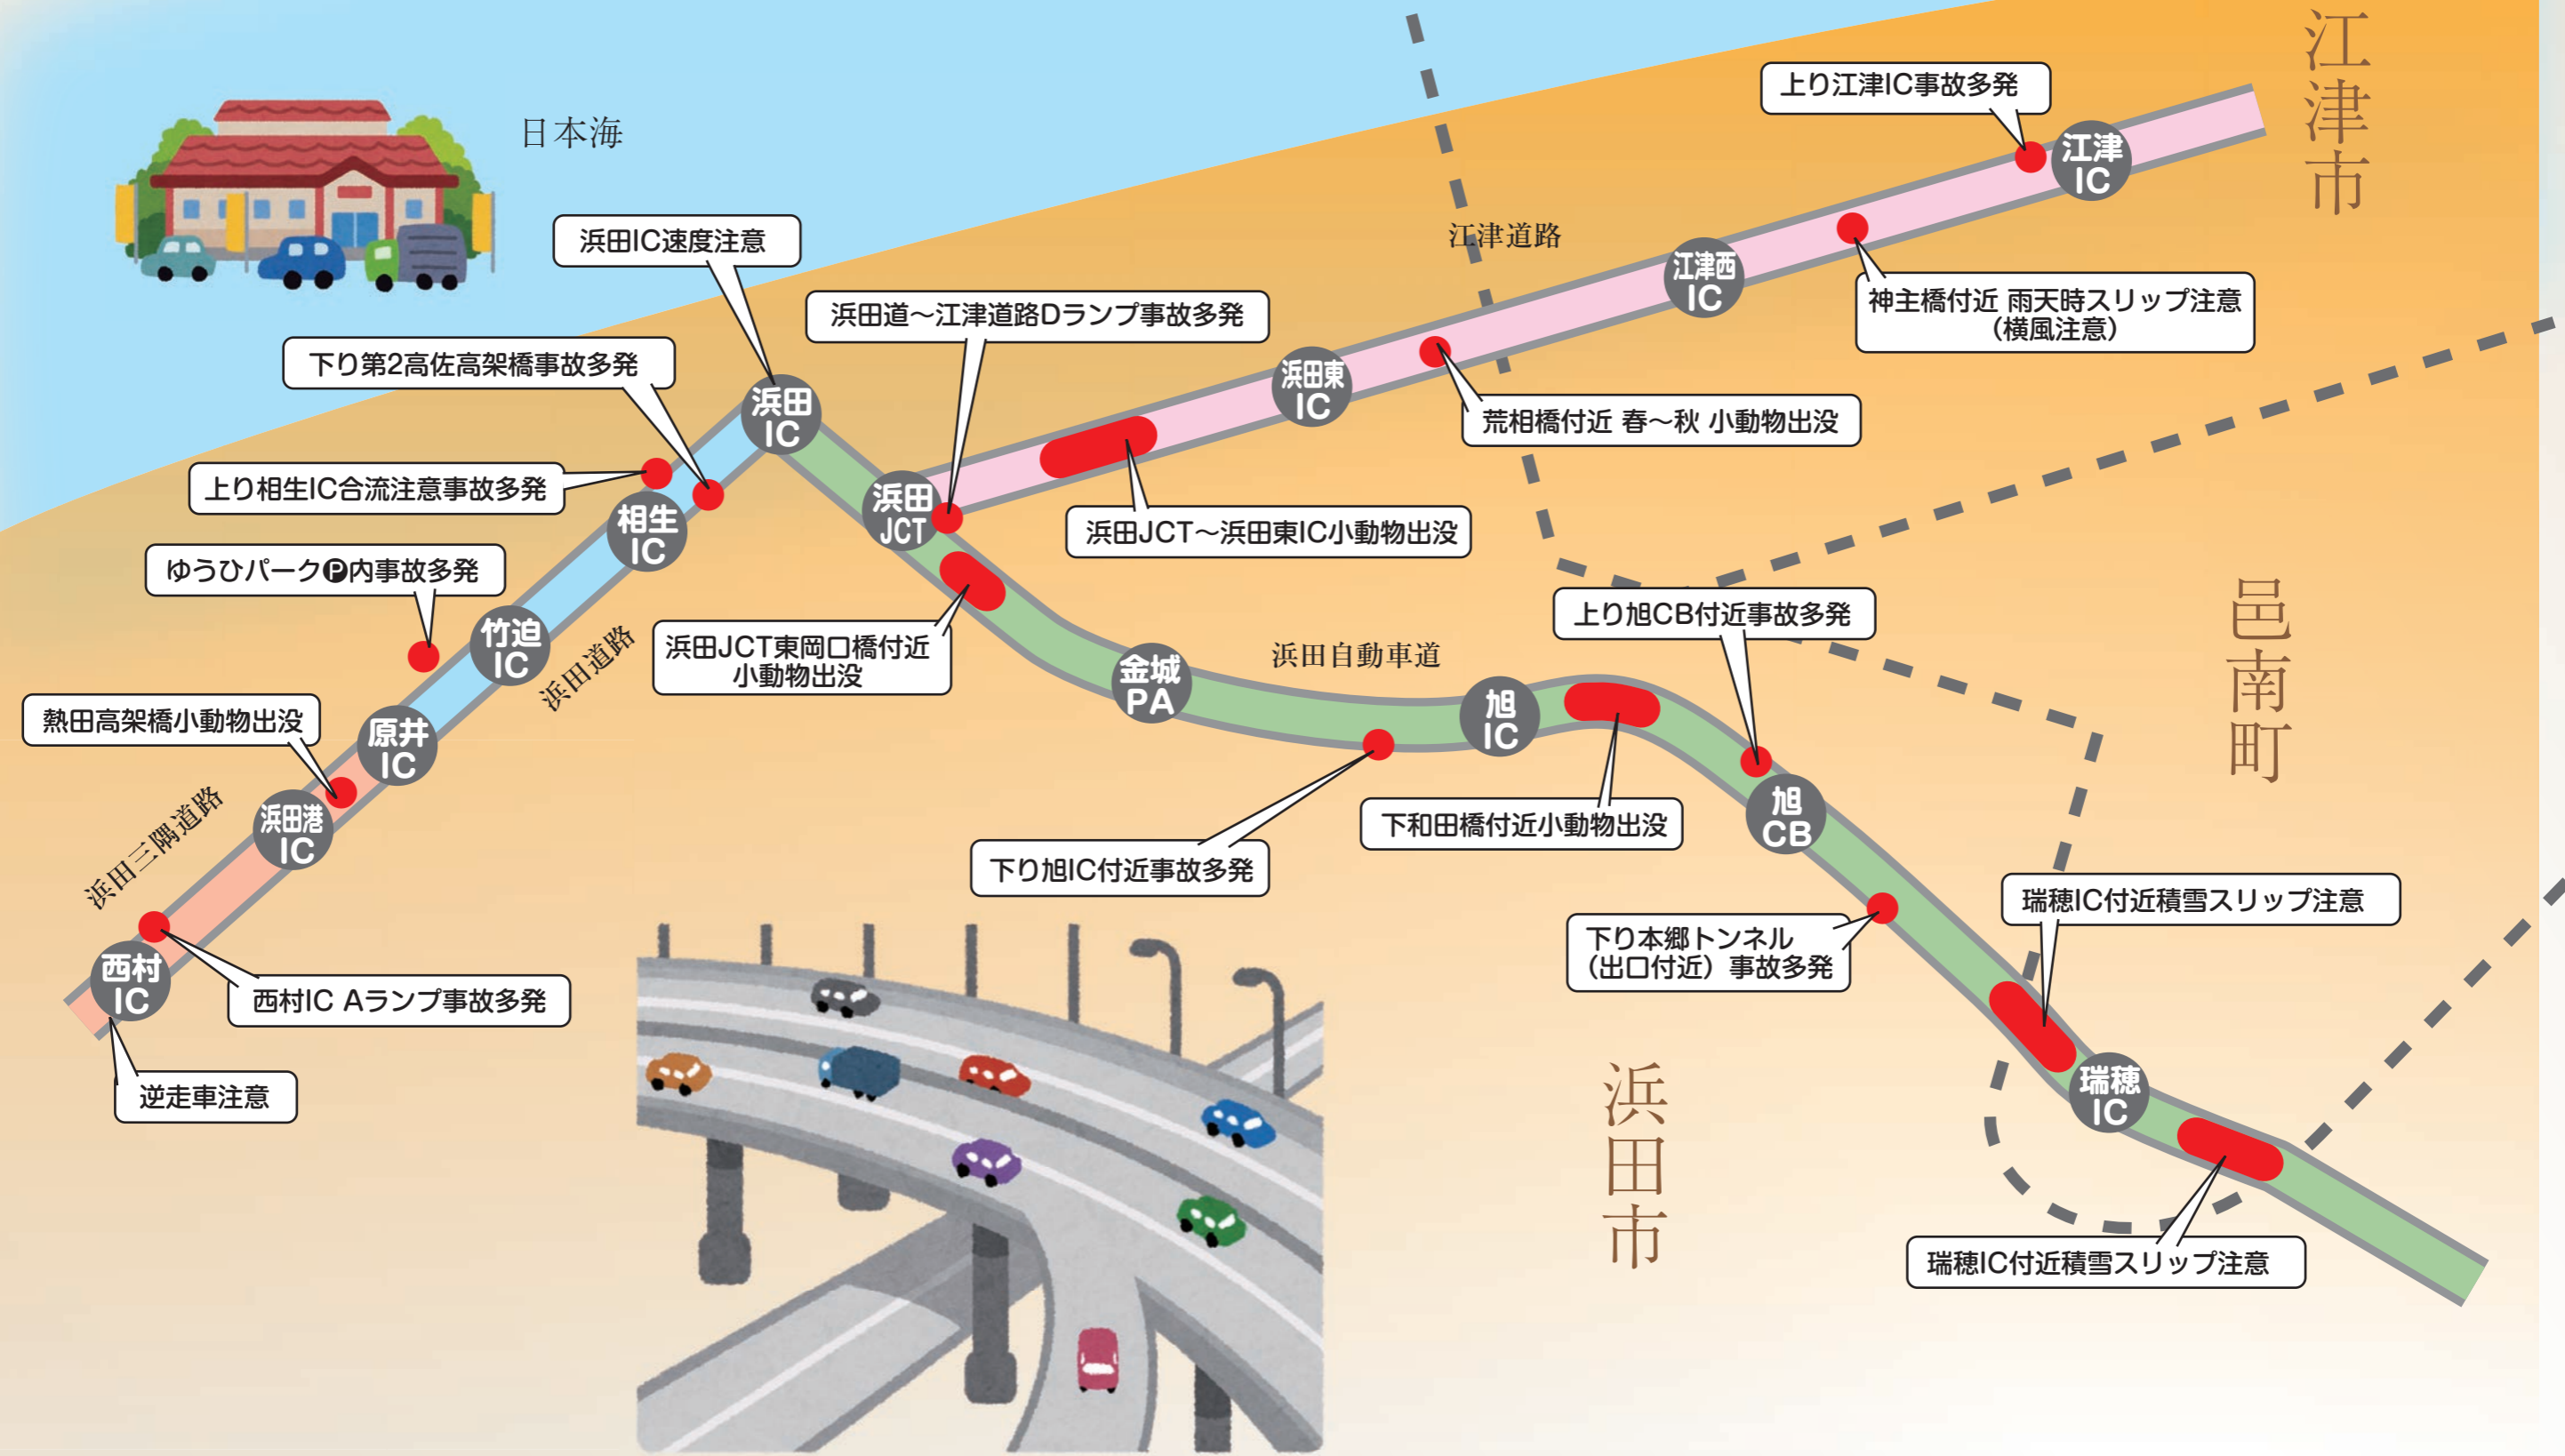 江津市
上り江津IC事故多発
日本海
江津
IC
浜田IC速度注意
江津道路
江津西
IC
神主橋付近 雨天時スリップ注意
（横風注意）
浜田道～江津道路Dランプ事故多発
下り第2高佐高架橋事故多発
浜田東
IC
浜田
IC
荒相橋付近 春～秋 小動物出没
上り相生IC合流注意事故多発
浜田
JCT
相生
IC
浜田JCT～浜田東IC小動物出没
ゆうひパークⓅ内事故多発
邑南町
上り旭CB付近事故多発
竹迫
IC
浜田道路
浜田JCT東岡口橋付近
小動物出没
浜田自動車道
金城
PA
旭
IC
熱田高架橋小動物出没
原井
IC
浜田港
IC
浜田三隅道路
下和田橋付近小動物出没
旭
CB
下り旭IC付近事故多発
瑞穂IC付近積雪スリップ注意
下り本郷トンネル
（出口付近）事故多発
西村
IC
西村IC Aランプ事故多発
逆走車注意
浜田市
瑞穂
IC
瑞穂IC付近積雪スリップ注意